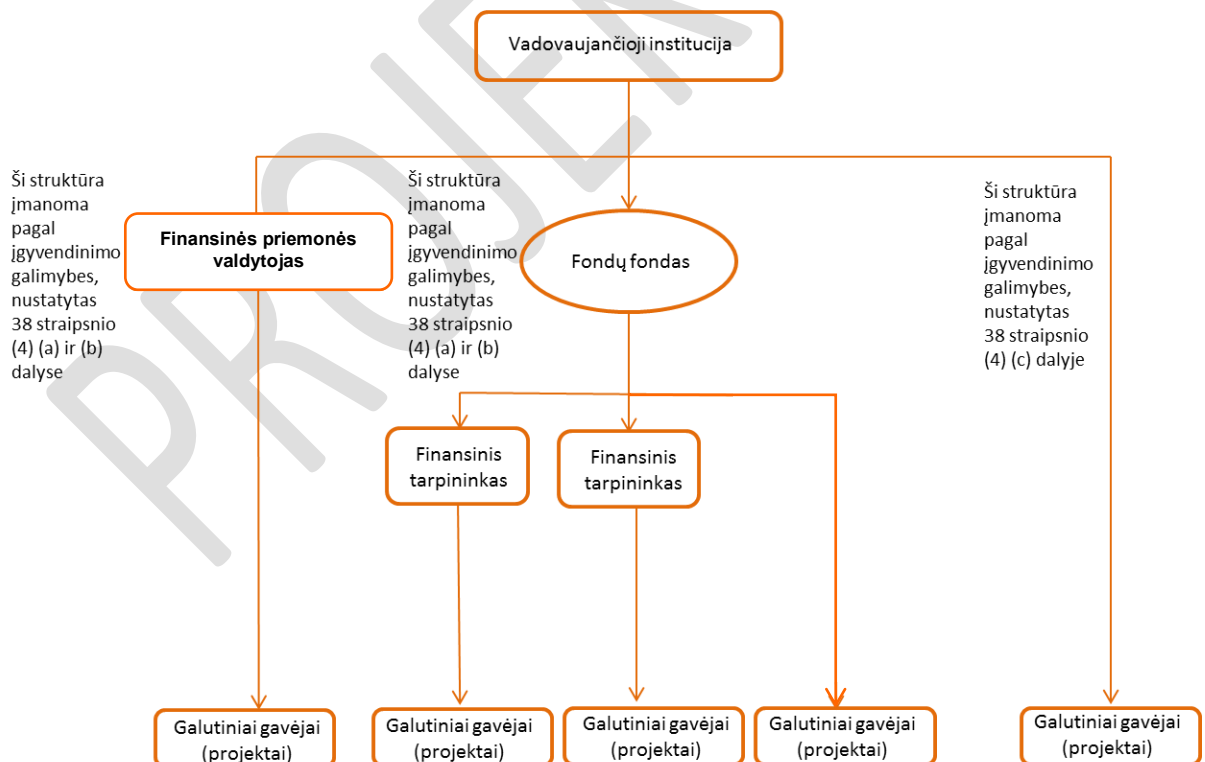 Vadovaujančioji institucija
Ši struktūra
įmanoma
pagal
įgyvendinimo
galimybes,
nustatytas
38 straipsnio
(4) (a) ir (b)
dalyse
Finansinės priemonės
valdytojas
Ši struktūra
įmanoma
pagal
įgyvendinimo
galimybes,
nustatytas
38 straipsnio
(4) (a) ir (b)
dalyse
Fondų fondas
Ši struktūra
įmanoma
pagal
įgyvendinimo
galimybes,
nustatytas
38 straipsnio
(4) (c) dalyje
Finansinis
tarpininkas
Finansinis
tarpininkas
Galutiniai gavėjai
(projektai)
Galutiniai gavėjai
(projektai)
Galutiniai gavėjai
(projektai)
Galutiniai gavėjai
(projektai)
Galutiniai gavėjai
(projektai)
PROJEK